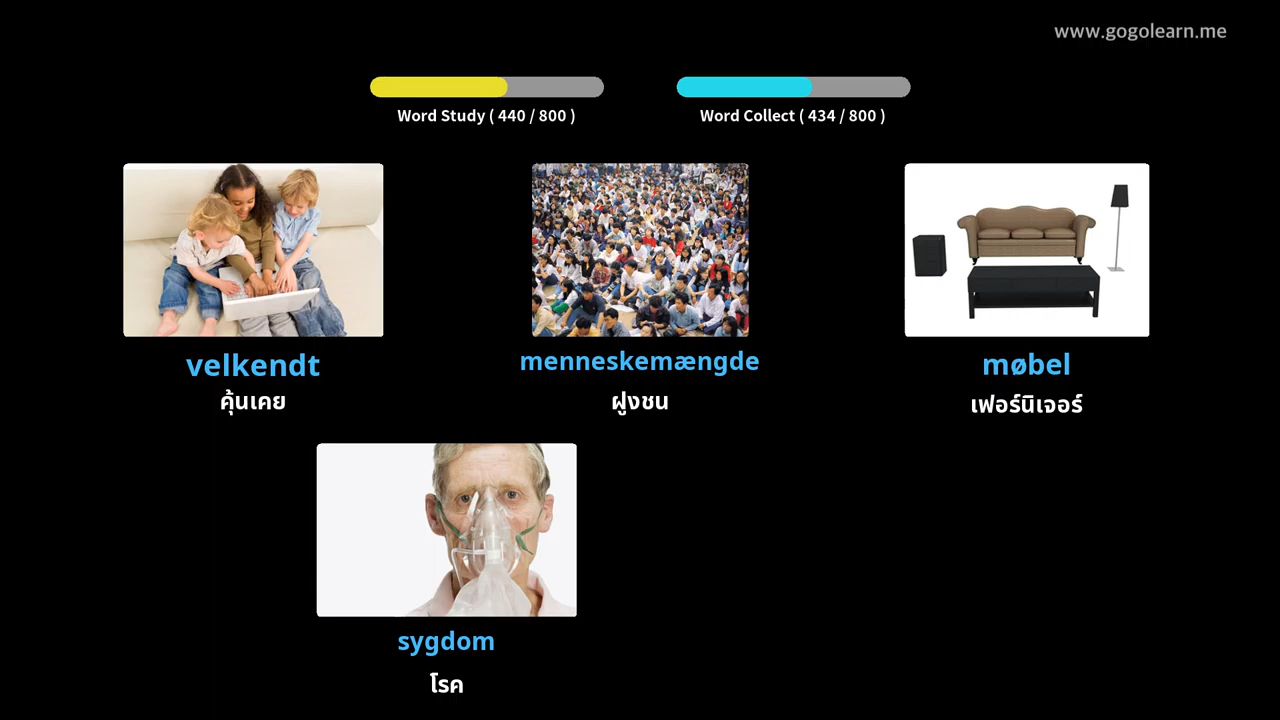 www.gogolearn.me
Word Study ( 440 / 800 )
Word Collect ( 434 / 800 )
velkendt
คุ้นเคย
menneskemængde
ฝูงชน
møbel
เฟอร์นิเจอร์
sygdom
โรค